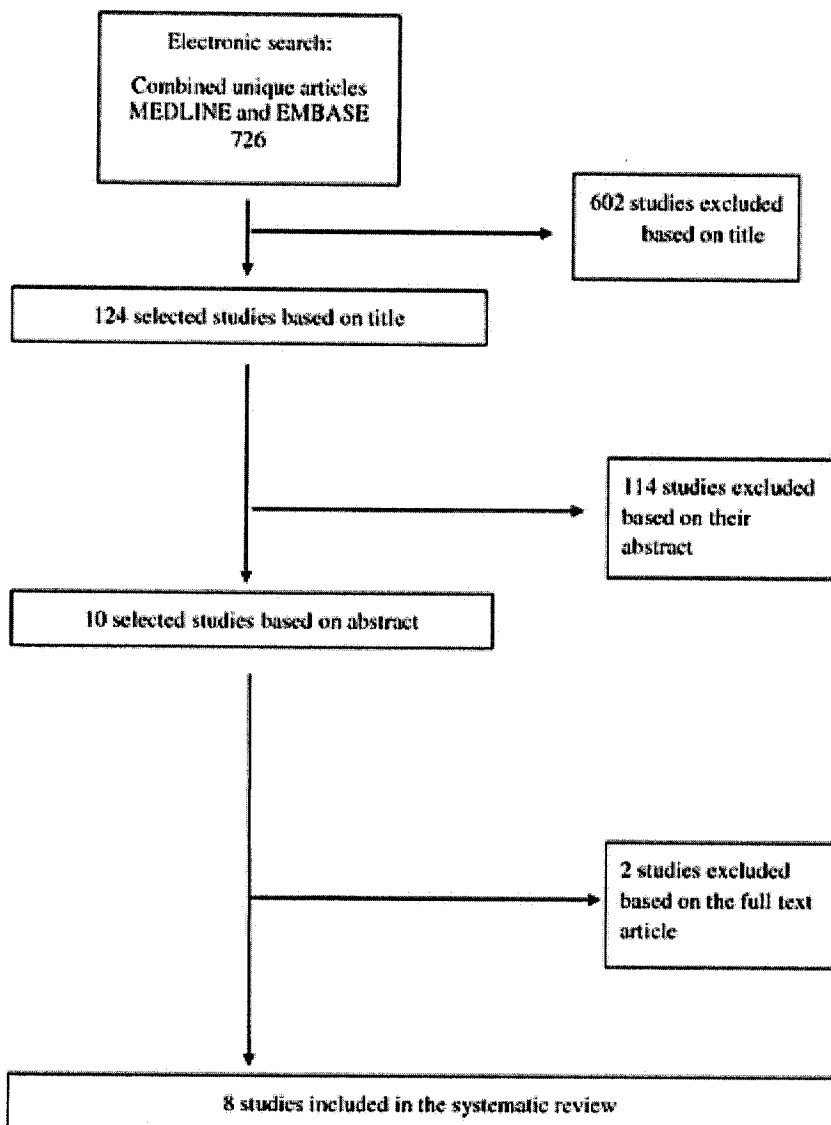 Electronic search:
Combined unique articles
MEDLINE and EMBASE
726
602 studies excluded
based on title
124 selected studies based on title
114 studies excluded
based on their
abstract
10 selected studies based on abstract
2 studies excluded
based on the full text
article
8 studies included in the systematic review